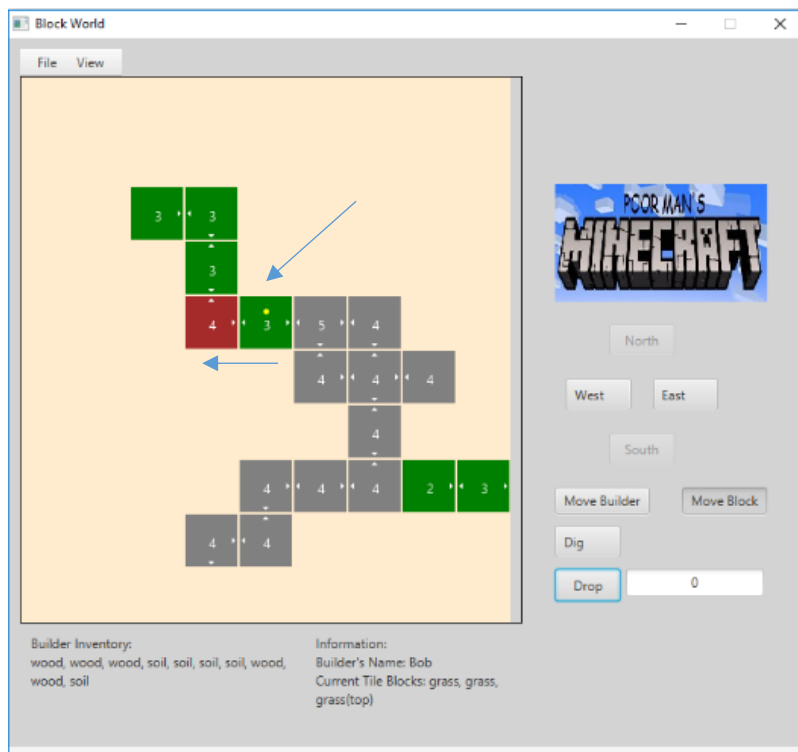 Block World
File View
POOR MAN'S
MINECRAFT
3 3
3
4 3 5 4
4 4 4
4
4 4 4 2 3
4 4
North
West East
South
Move Builder Move Block
Dig
Drop 0
Builder Inventory:
wood, wood, wood, soil, soil, soil, soil, wood,
wood, soil
Information:
Builder's Name: Bob
Current Tile Blocks: grass, grass,
grass(top)